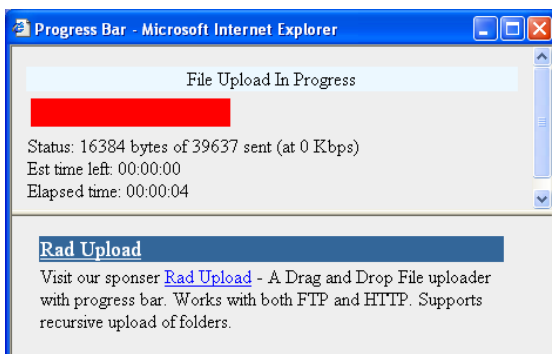 Progress Bar - Microsoft Internet Explorer
File Upload In Progress
Status: 16384 bytes of 39637 sent (at 0 Kbps)
Est time left: 00:00:00
Elapsed time: 00:00:04
Rad Upload
Visit our sponser Rad Upload - A Drag and Drop File uploader
with progress bar. Works with both FTP and HTTP. Supports
recursive upload of folders.